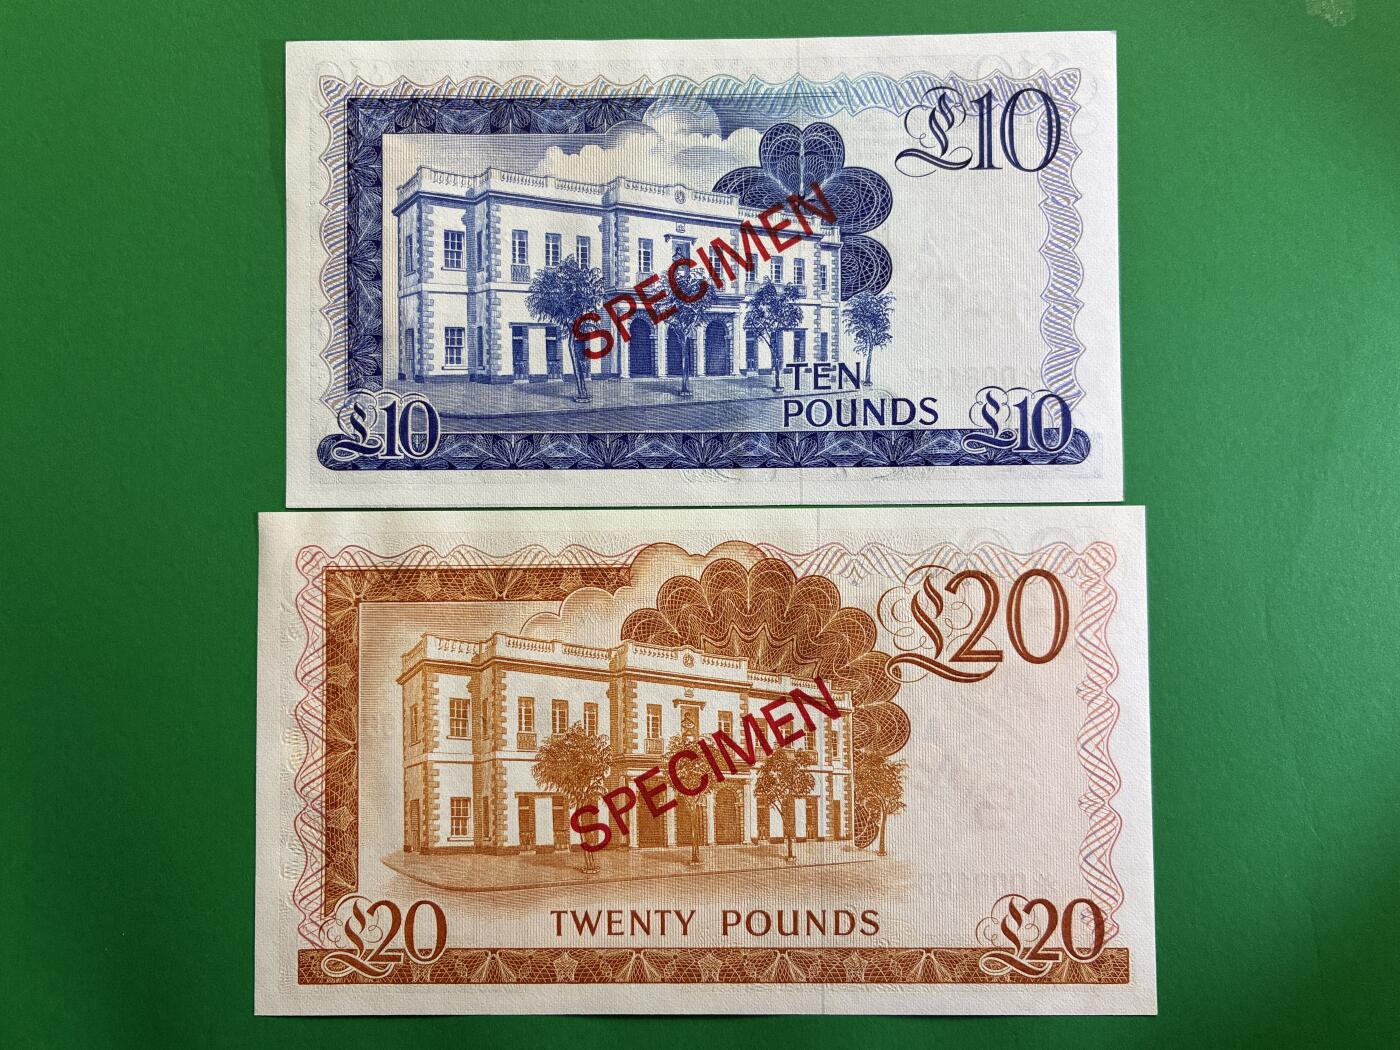 £10
SPECIMEN
TEN
POUNDS
£10
£10
£20
SPECIMEN
TWENTY POUNDS
£20
£20